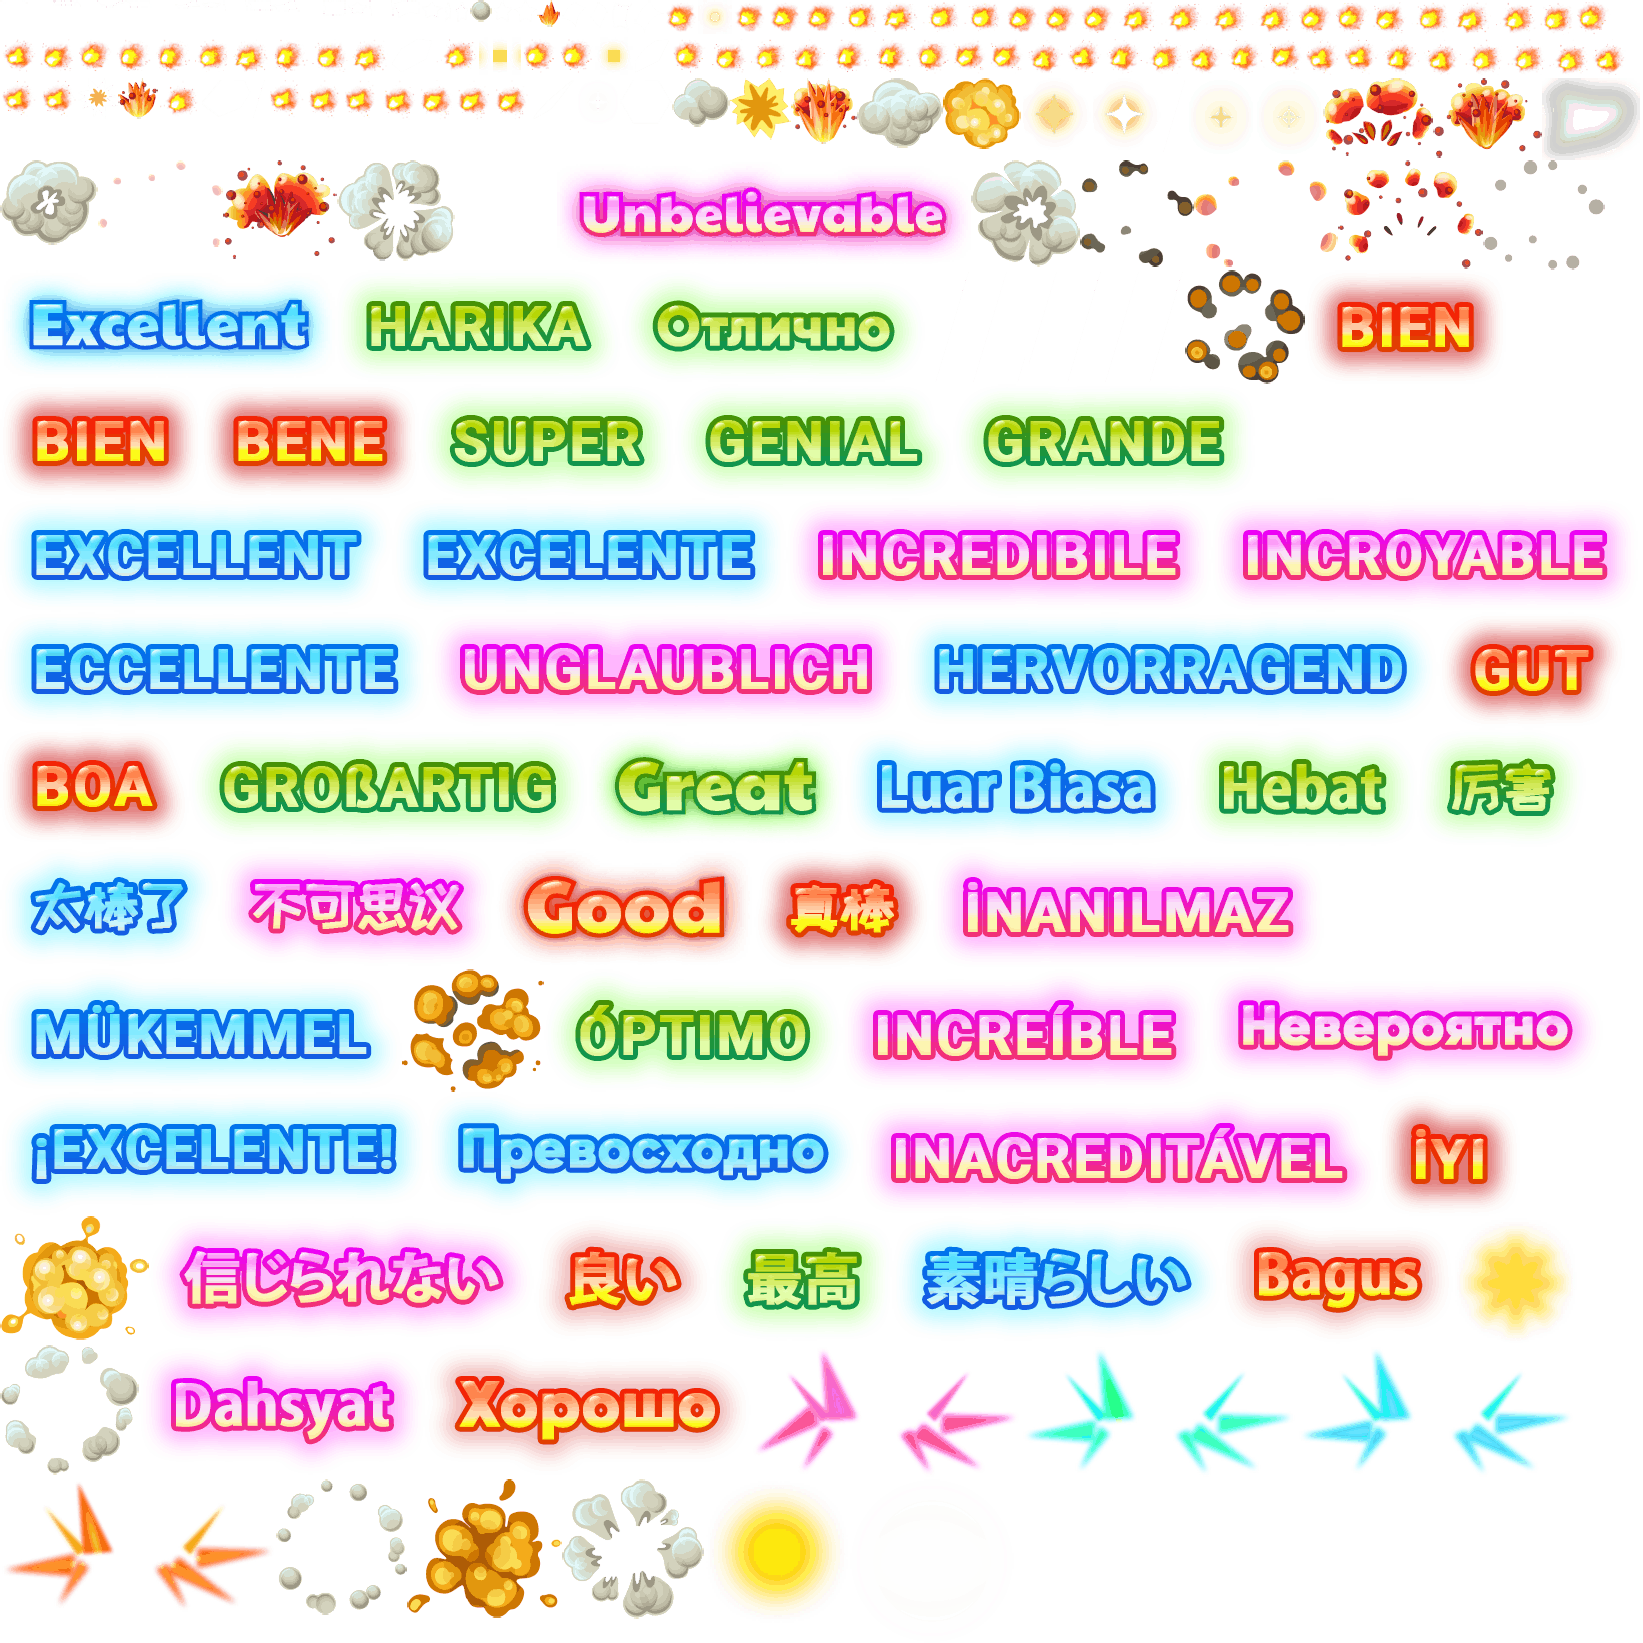 Unbelievable
Excellent HARIKA Отлично BIEN
BIEN BENE SUPER GENIAL GRANDE
EXCELLENT EXCELENTE INCREDIBILE INCROYABLE
ECCELLENTE UNGLAUBLICH HERVORRAGEND GUT
BOA GROßARTIG Great Luar Biasa Hebat 厉害
太棒了 不可思议 Good 真棒 İNANILMAZ
MÜKEMMEL ÓPTIMO INCREÍBLE Невероятно
¡EXCELENTE! Превосходно INACREDITÁVEL İYI
信じられない 良い 最高 素晴らしい Bagus
Dahsyat Хорошо